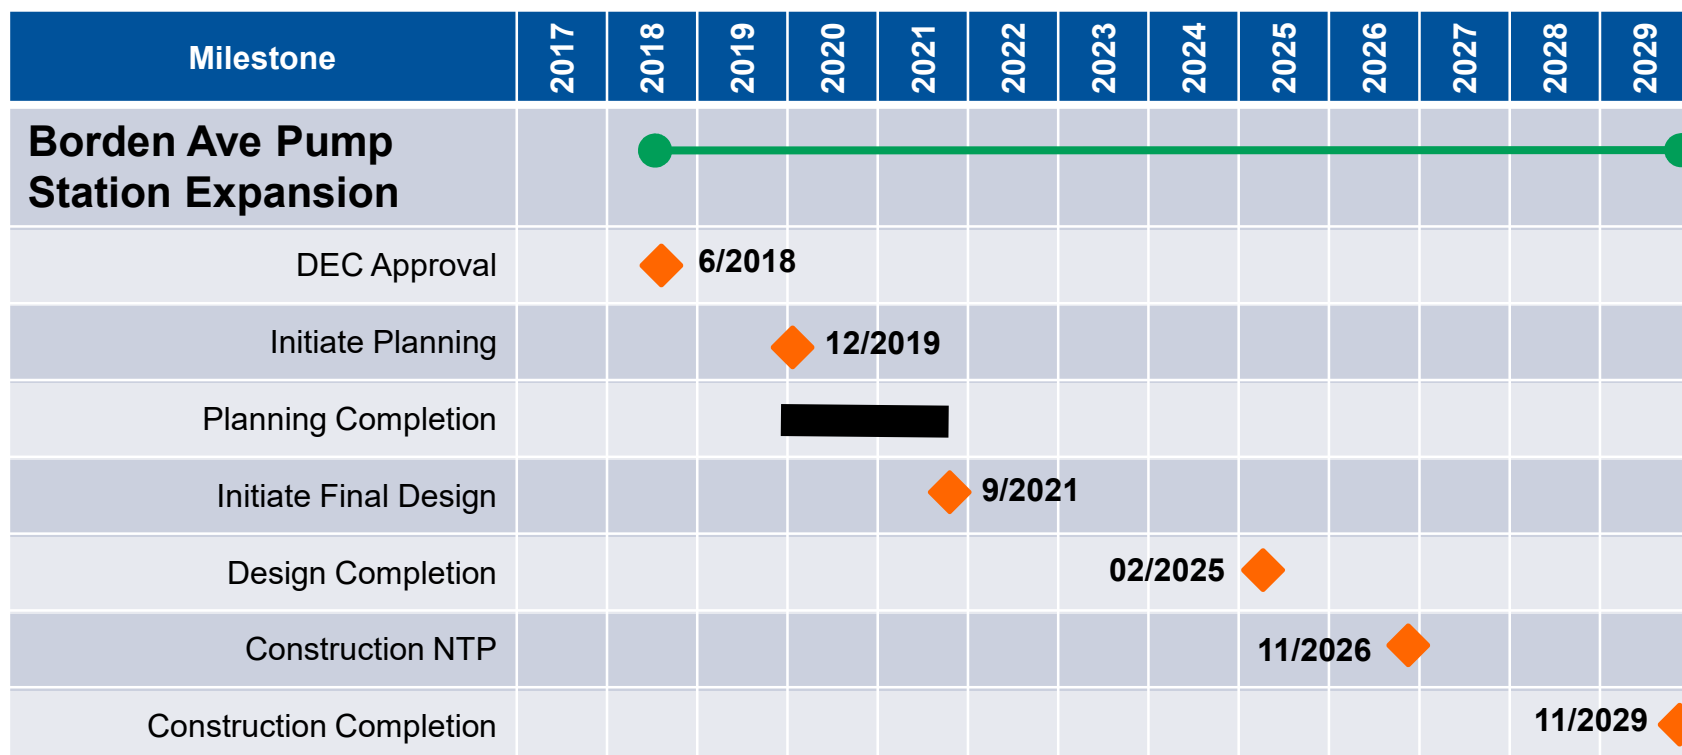 Milestone 2017 2018 2019 2020 2021 2022 2023 2024 2025 2026 2027 2028 2029
Borden Ave Pump
Station Expansion
DEC Approval 6/2018
Initiate Planning 12/2019
Planning Completion
Initiate Final Design 9/2021
Design Completion 02/2025
Construction NTP 11/2026
Construction Completion 11/2029